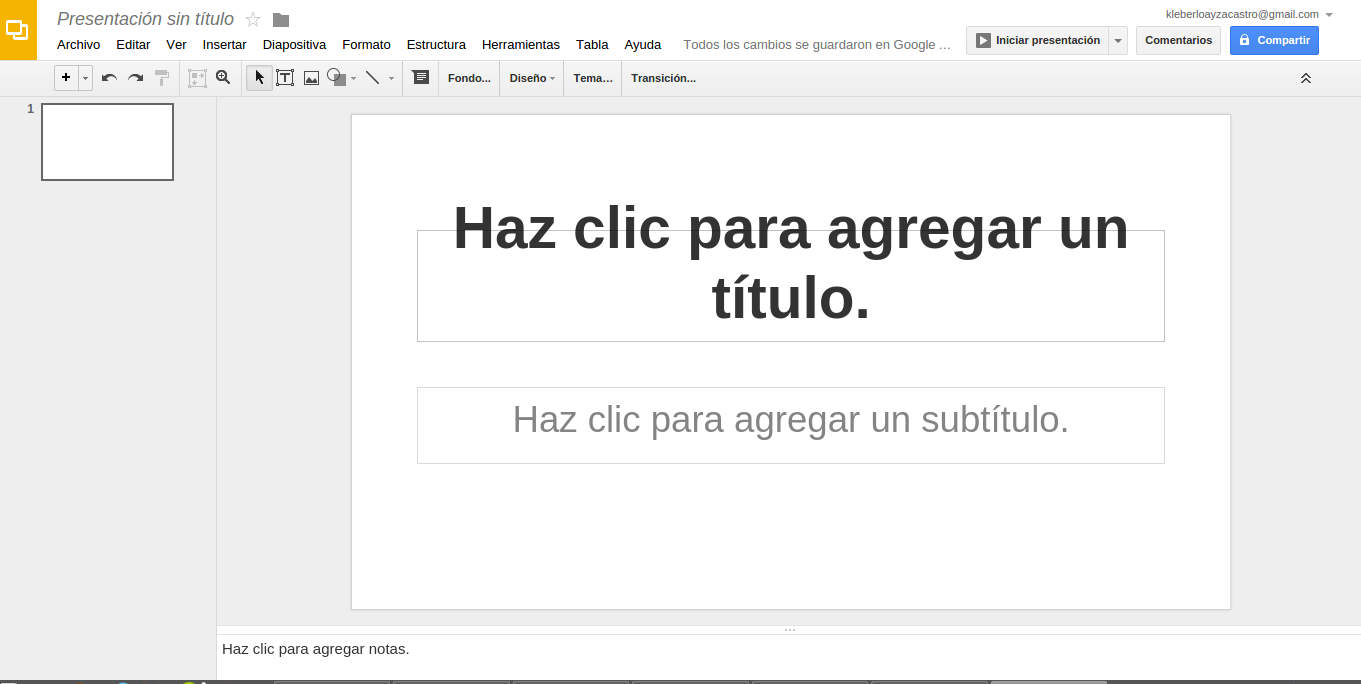 Presentación sin título
kleberloayzacastro@gmail.com
Archivo Editar Ver Insertar Diapositiva Formato Estructura Herramientas Tabla Ayuda Todos los cambios se guardaron en Google ...
Iniciar presentación Comentarios Compartir
Fondo... Diseño Tema... Transición...
1
Haz clic para agregar un
título.
Haz clic para agregar un subtítulo.
Haz clic para agregar notas.